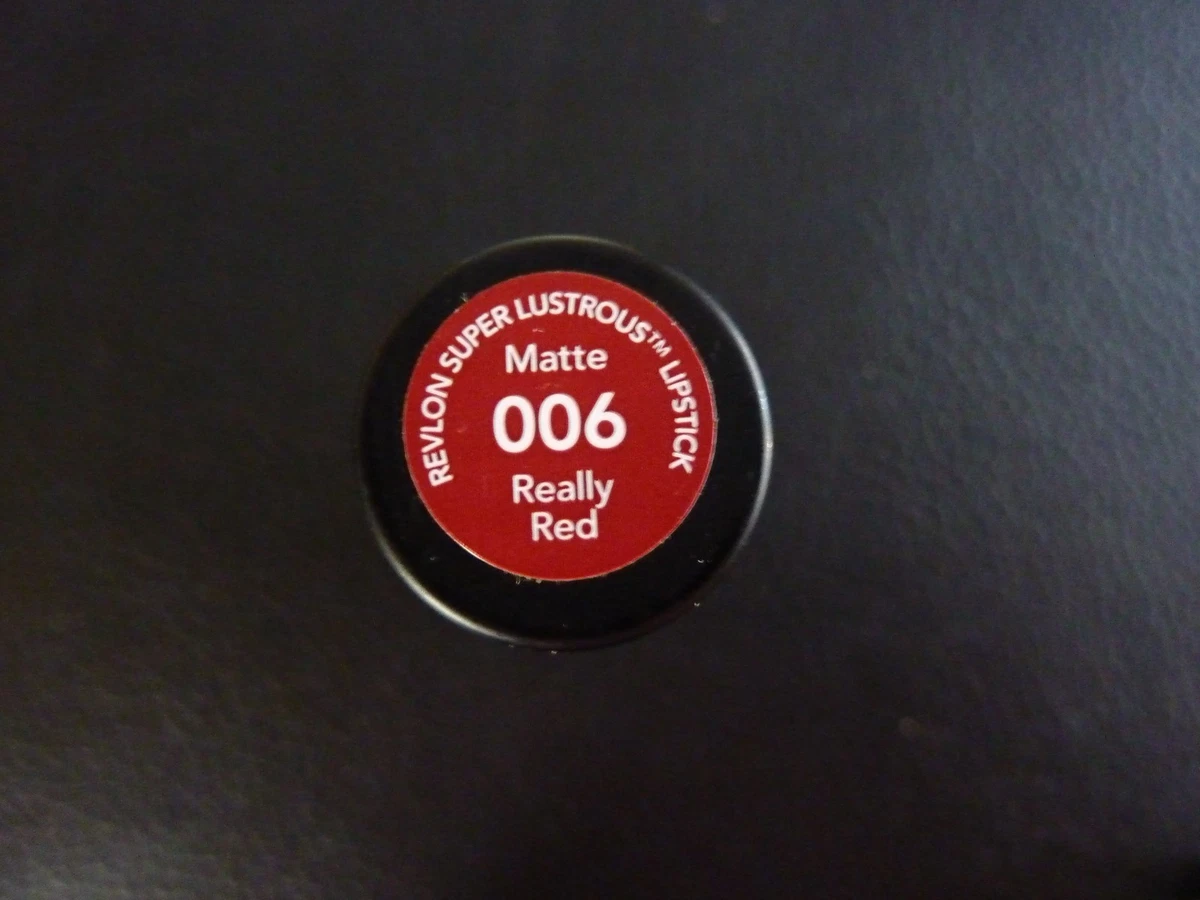 REVLON SUPER LUSTROUS™ LIPSTICK
Matte
006
Really
Red